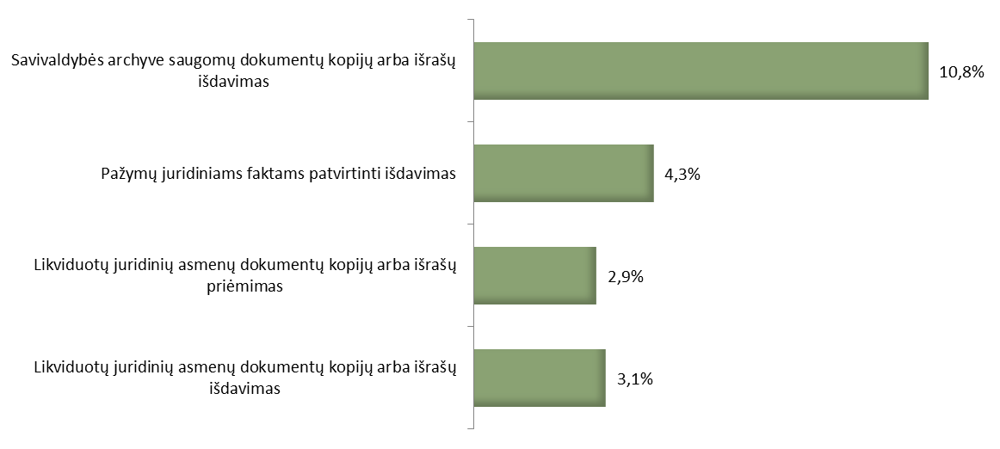 Savivaldybės archyve saugomų dokumentų kopijų arba išrašų
išdavimas
10,8%
Pažymų juridiniams faktams patvirtinti išdavimas
4,3%
Likviduotų juridinių asmenų dokumentų kopijų arba išrašų
priėmimas
2,9%
Likviduotų juridinių asmenų dokumentų kopijų arba išrašų
išdavimas
3,1%